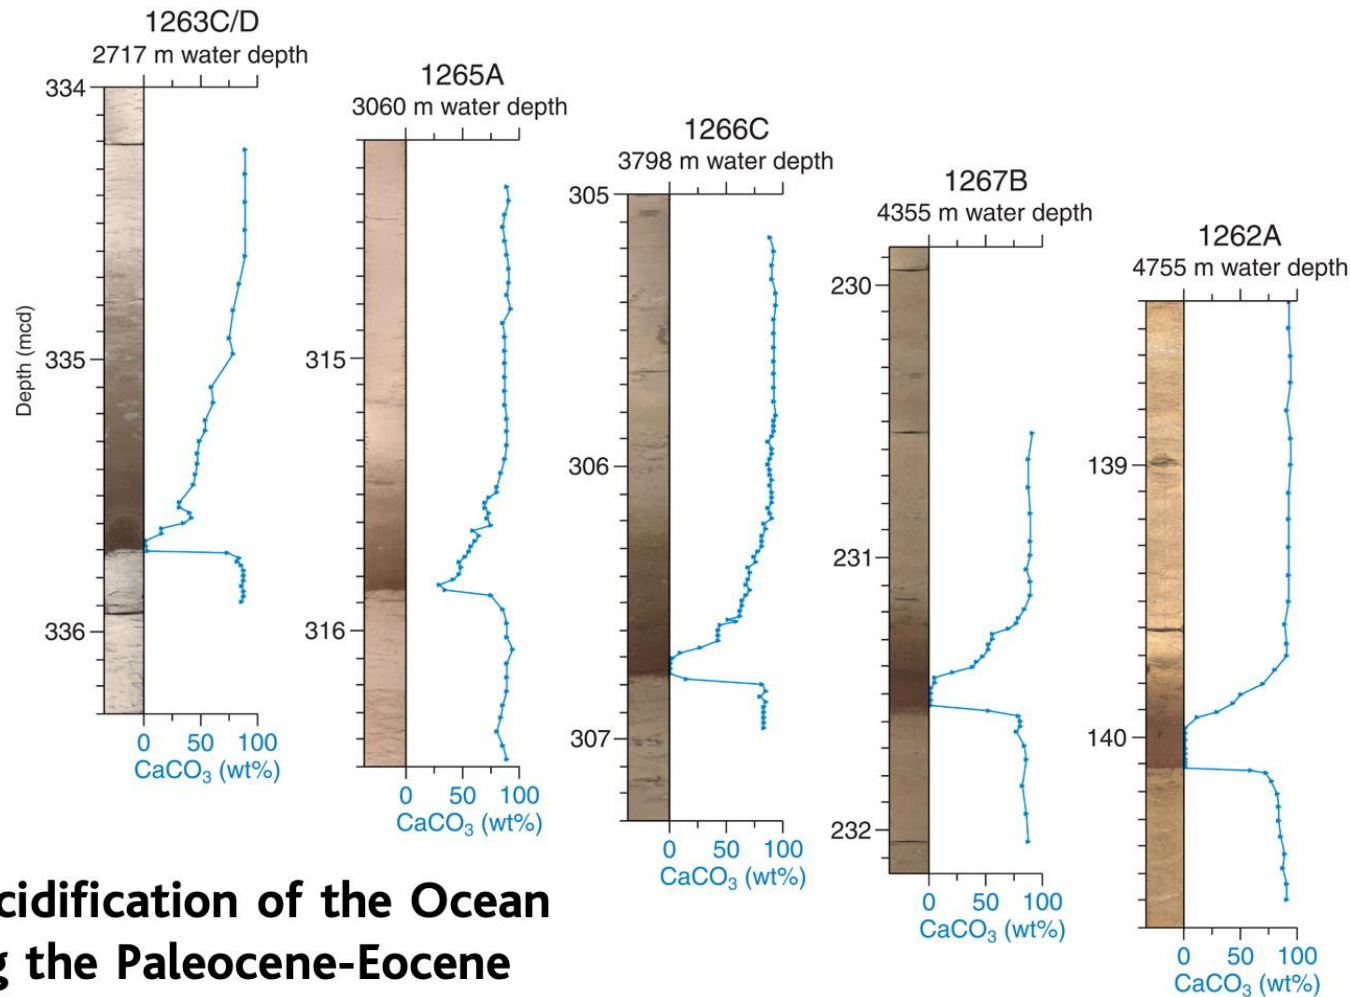 1263C/D
2717 m water depth
334
335
336
Depth (mcd)
0 50 100
CaCO₃ (wt%)
1265A
3060 m water depth
315
316
0 50 100
CaCO₃ (wt%)
1266C
3798 m water depth
305
306
307
0 50 100
CaCO₃ (wt%)
1267B
4355 m water depth
230
231
232
0 50 100
CaCO₃ (wt%)
1262A
4755 m water depth
139
140
0 50 100
CaCO₃ (wt%)
cidification of the Ocean
g the Paleocene-Eocene